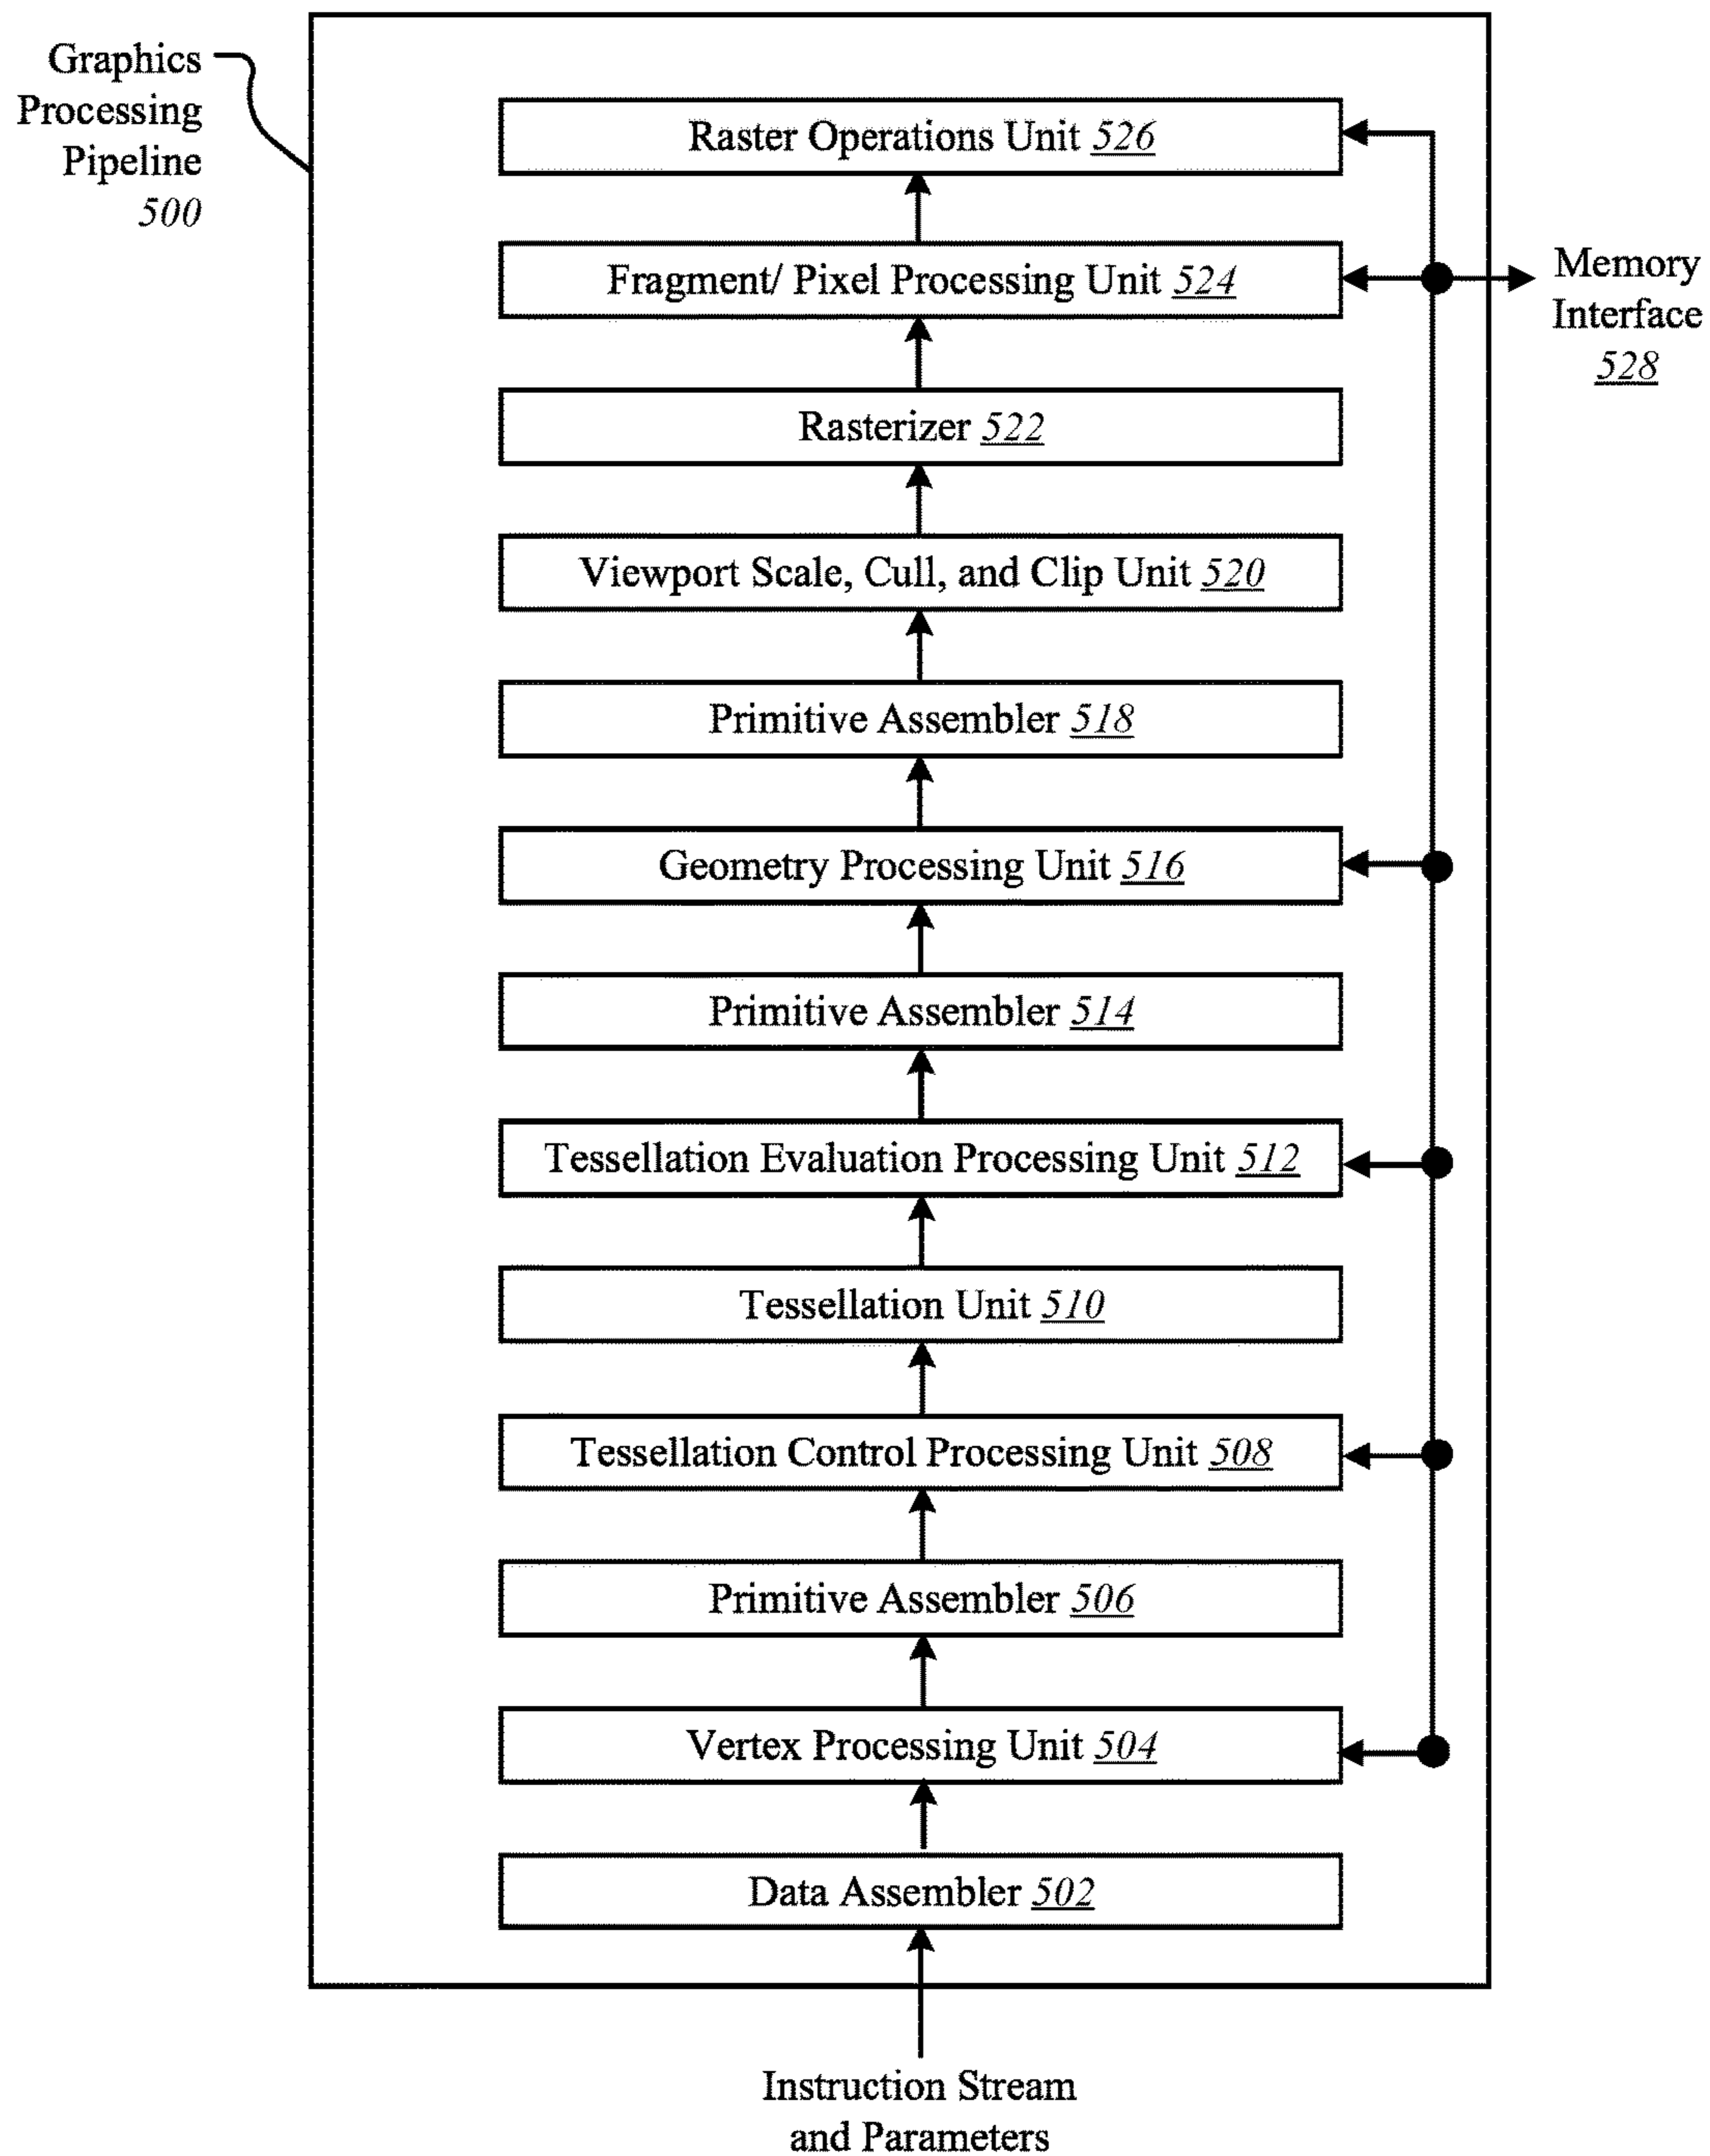 Graphics
Processing
Pipeline
500
Raster Operations Unit 526
Fragment/ Pixel Processing Unit 524
Memory
Interface
528
Rasterizer 522
Viewport Scale, Cull, and Clip Unit 520
Primitive Assembler 518
Geometry Processing Unit 516
Primitive Assembler 514
Tessellation Evaluation Processing Unit 512
Tessellation Unit 510
Tessellation Control Processing Unit 508
Primitive Assembler 506
Vertex Processing Unit 504
Data Assembler 502
Instruction Stream
and Parameters